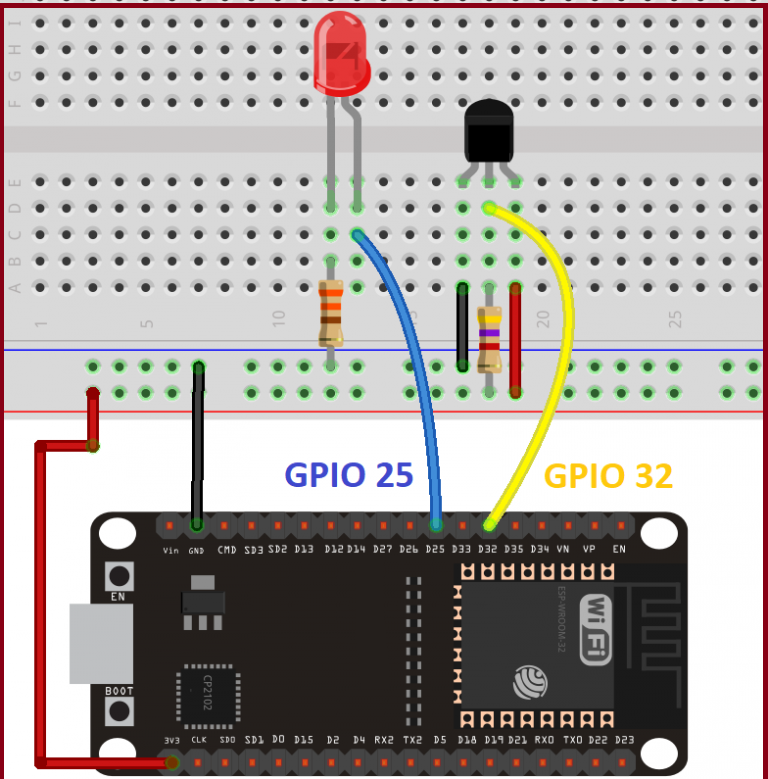 I
H
G
F
E
D
C
B
A
1
5
10
20
25
GPIO 25
GPIO 32
Vin GND CMD SD3 SD2 D13 D12 D14 D27 D26 D25 D33 D32 D35 D34 VN VP EN
EN
ESP-WROOM-32
Wi Fi
CP2102
BOOT
3V3 CLK SD0 SD1 D0 D15 D2 D4 RX2 TX2 D5 D18 D19 D21 RX0 TX0 D22 D23